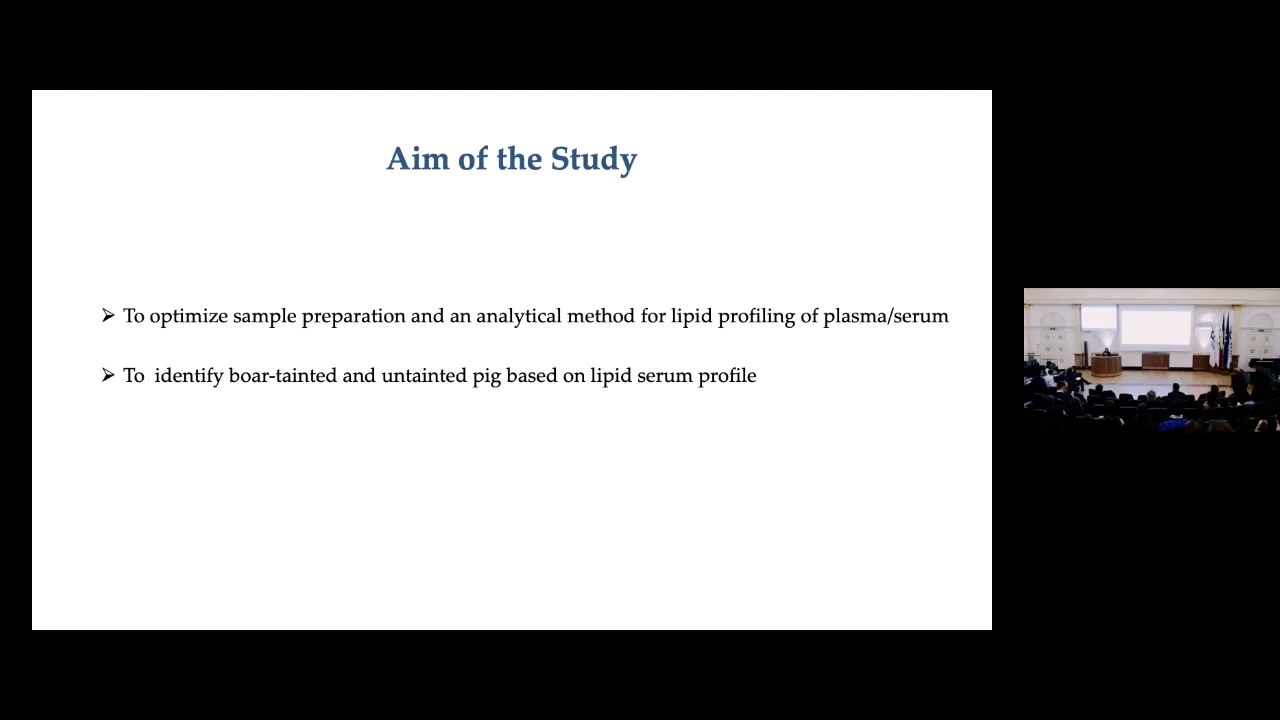 Aim of the Study
➢ To optimize sample preparation and an analytical method for lipid profiling of plasma/serum
➢ To  identify boar-tainted and untainted pig based on lipid serum profile